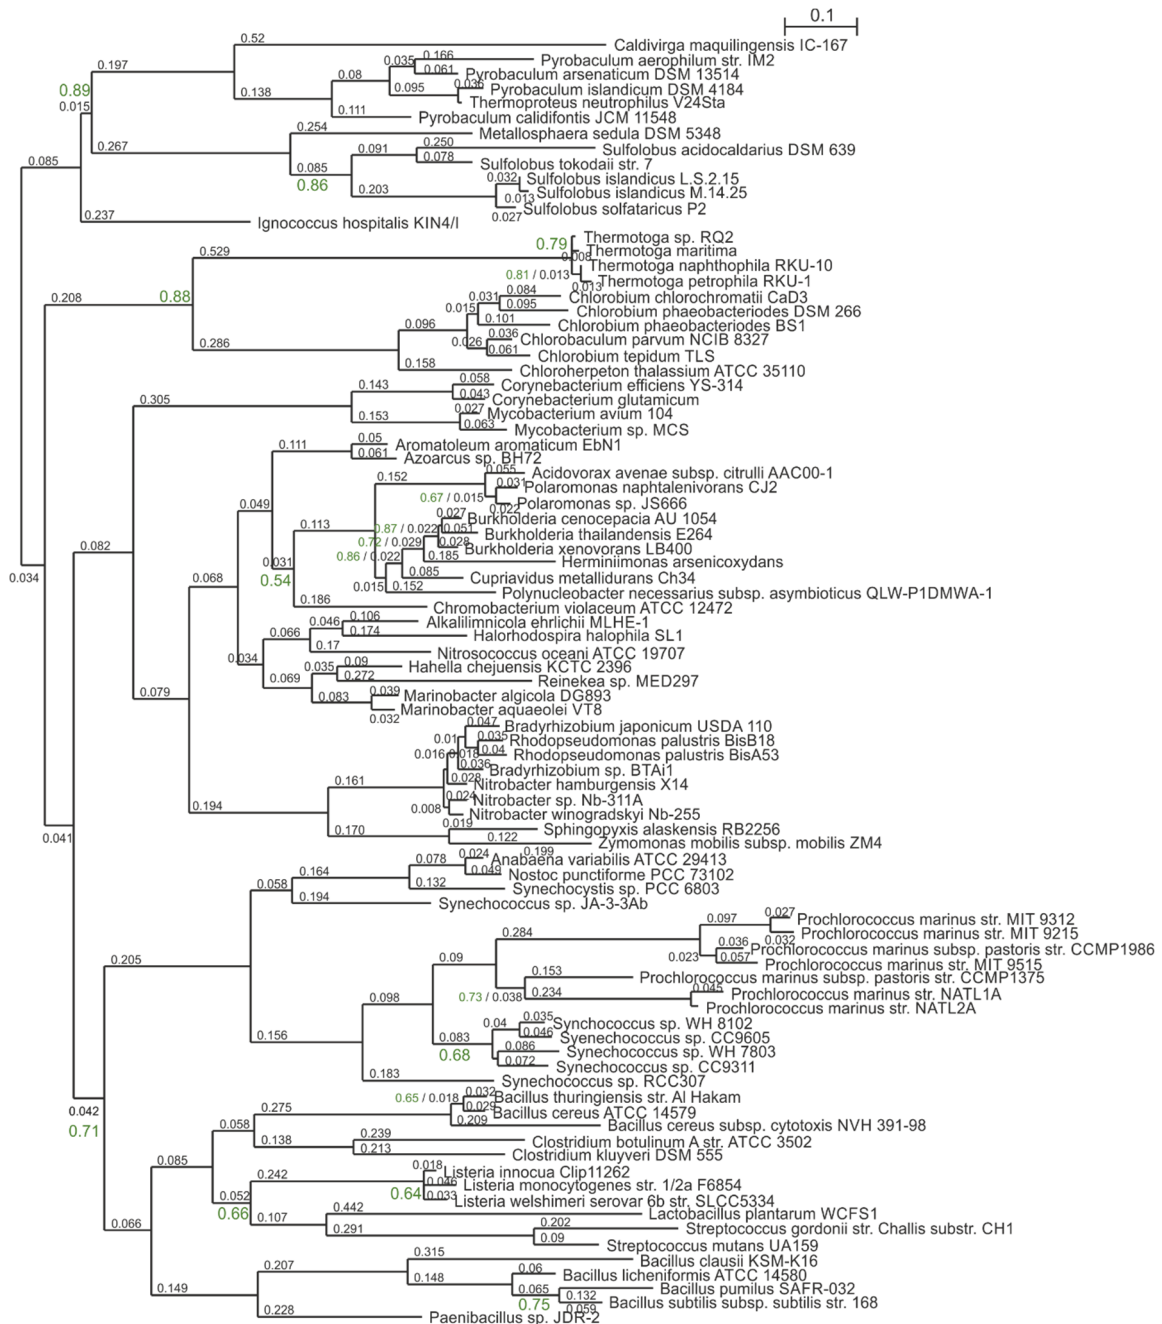 0.1
0.52
Caldivirga maquilingensis IC-167
0.197
0.035 0.166
Pyrobaculum aerophilum str. IM2
0.08
0.061
Pyrobaculum arsenaticum DSM 13514
0.89
0.138
0.095
0.036
Pyrobaculum islandicum DSM 4184
0.015
Thermoproteus neutrophilus V24Sta
0.111
Pyrobaculum calidifontis JCM 11548
0.254
Metallosphaera sedula DSM 5348
0.267
0.091
0.250
Sulfolobus acidocaldarius DSM 639
0.085
0.085
0.078
Sulfolobus tokodaii str. 7
0.86
0.032
Sulfolobus islandicus L.S.2.15
0.203
0.013
Sulfolobus islandicus M.14.25
0.027
Sulfolobus solfataricus P2
0.237
Ignococcus hospitalis KIN4/I
0.79
Thermotoga sp. RQ2
0.529
0.008
Thermotoga maritima
Thermotoga naphthophila RKU-10
0.81 / 0.013
0.013
Thermotoga petrophila RKU-1
0.208
0.88
0.031
0.084
Chlorobium chlorochromatii CaD3
0.015
0.095
Chlorobium phaeobacteriodes DSM 266
0.096
0.101
Chlorobium phaeobacteriodes BS1
0.286
0.026
0.036
Chlorobaculum parvum NCIB 8327
0.061
Chlorobium tepidum TLS
0.158
Chloroherpeton thalassium ATCC 35110
0.143
0.058
Corynebacterium efficiens YS-314
0.305
0.043
Corynebacterium glutamicum
0.153
0.027
Mycobacterium avium 104
0.063
Mycobacterium sp. MCS
0.111
0.05
Aromatoleum aromaticum EbN1
0.061
Azoarcus sp. BH72
0.152
0.055
Acidovorax avenae subsp. citrulli AAC00-1
0.031
Polaromonas naphtalenivorans CJ2
0.67 / 0.015
0.022
Polaromonas sp. JS666
0.049
0.027
Burkholderia cenocepacia AU 1054
0.113
0.87 / 0.022
0.051
Burkholderia thailandensis E264
0.72 / 0.029
0.028
Burkholderia xenovorans LB400
0.082
0.86 / 0.022
0.185
Herminiimonas arsenicoxydans
0.031
0.54
0.085
Cupriavidus metallidurans Ch34
0.034
0.068
0.015 0.152
Polynucleobacter necessarius subsp. asymbioticus QLW-P1DMWA-1
0.186
Chromobacterium violaceum ATCC 12472
0.046
0.106
Alkalilimnicola ehrlichii MLHE-1
0.066
0.174
Halorhodospira halophila SL1
0.17
Nitrosococcus oceani ATCC 19707
0.034
0.035
0.09
Hahella chejuensis KCTC 2396
0.069
0.272
Reinekea sp. MED297
0.079
0.083
0.039
Marinobacter algicola DG893
0.032
Marinobacter aquaeolei VT8
0.047
Bradyrhizobium japonicum USDA 110
0.01
0.035
Rhodopseudomonas palustris BisB18
0.016 0.018
0.04
Rhodopseudomonas palustris BisA53
0.036
Bradyrhizobium sp. BTAi1
0.161
0.028
Nitrobacter hamburgensis X14
0.024
Nitrobacter sp. Nb-311A
0.194
0.008
Nitrobacter winogradskyi Nb-255
0.019
0.170
Sphingopyxis alaskensis RB2256
0.041
0.122
Zymomonas mobilis subsp. mobilis ZM4
0.199
0.078
0.024
Anabaena variabilis ATCC 29413
0.164
0.049
Nostoc punctiforme PCC 73102
0.058
0.132
Synechocystis sp. PCC 6803
0.194
Synechococcus sp. JA-3-3Ab
0.097
0.027
Prochlorococcus marinus str. MIT 9312
0.284
0.032
Prochlorococcus marinus str. MIT 9215
0.036
Prochlorococcus marinus subsp. pastoris str. CCMP1986
0.205
0.09
0.023
0.057
Prochlorococcus marinus str. MIT 9515
0.153
Prochlorococcus marinus subsp. pastoris str. CCMP1375
0.098
0.73 / 0.038
0.234
0.045
Prochlorococcus marinus str. NATL1A
Prochlorococcus marinus str. NATL2A
0.04
0.035
Synchococcus sp. WH 8102
0.156
0.083
0.046
Syenechococcus sp. CC9605
0.68
0.086
Synechococcus sp. WH 7803
0.072
Synechococcus sp. CC9311
0.183
Synechococcus sp. RCC307
0.042
0.65 / 0.018
0.032
Bacillus thuringiensis str. Al Hakam
0.275
0.029
Bacillus cereus ATCC 14579
0.71
0.058
0.209
Bacillus cereus subsp. cytotoxis NVH 391-98
0.138
0.239
Clostridium botulinum A str. ATCC 3502
0.213
Clostridium kluyveri DSM 555
0.085
0.242
0.018
Listeria innocua Clip11262
0.046
Listeria monocytogenes str. 1/2a F6854
0.052
0.64
0.033
Listeria welshimeri serovar 6b str. SLCC5334
0.66
0.107
0.442
Lactobacillus plantarum WCFS1
0.066
0.291
0.202
Streptococcus gordonii str. Challis substr. CH1
0.09
Streptococcus mutans UA159
0.207
0.315
Bacillus clausii KSM-K16
0.148
0.06
Bacillus licheniformis ATCC 14580
0.149
0.065
0.132
Bacillus pumilus SAFR-032
0.75
0.059
Bacillus subtilis subsp. subtilis str. 168
0.228
Paenibacillus sp. JDR-2